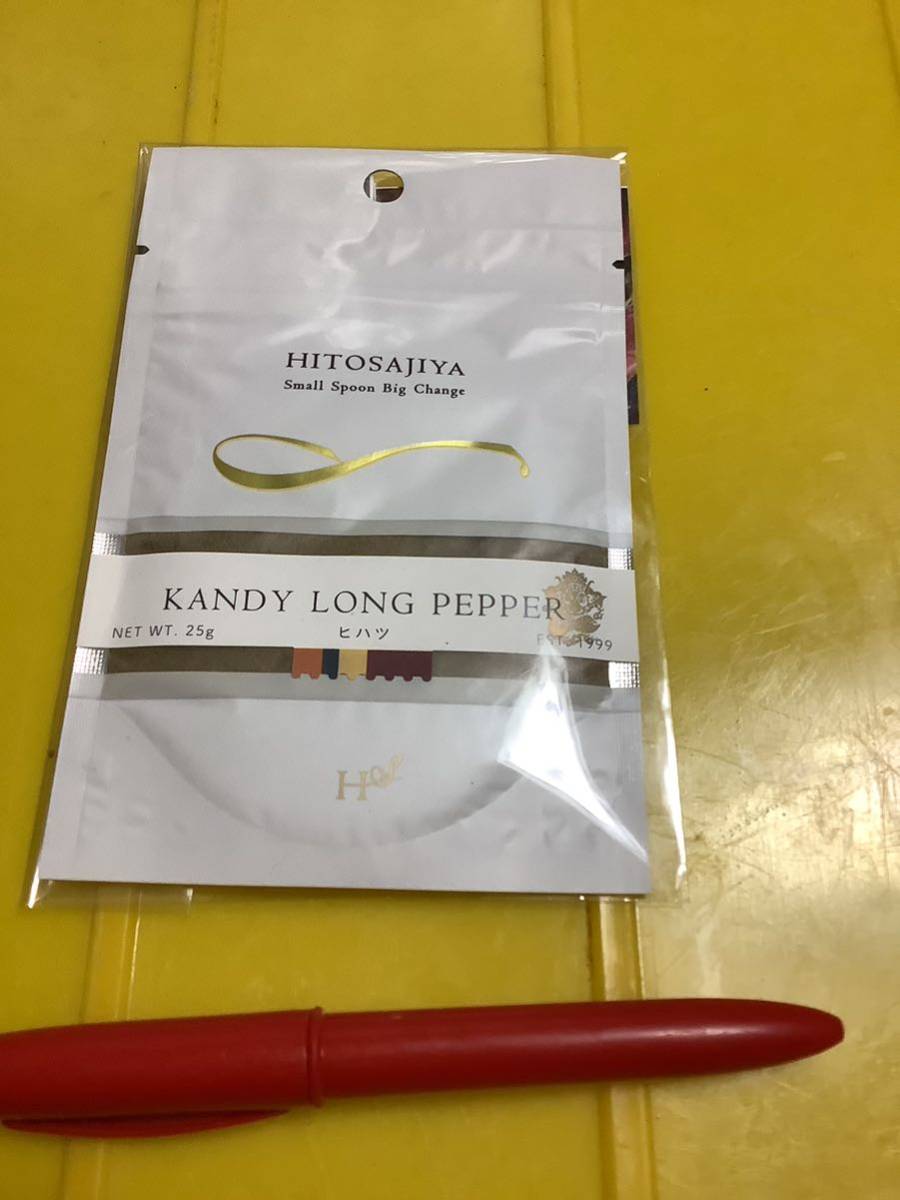 HITOSAJIYA
Small Spoon Big Change
KANDY LONG PEPPER
NET WT. 25g
ヒハツ
EST. 1999